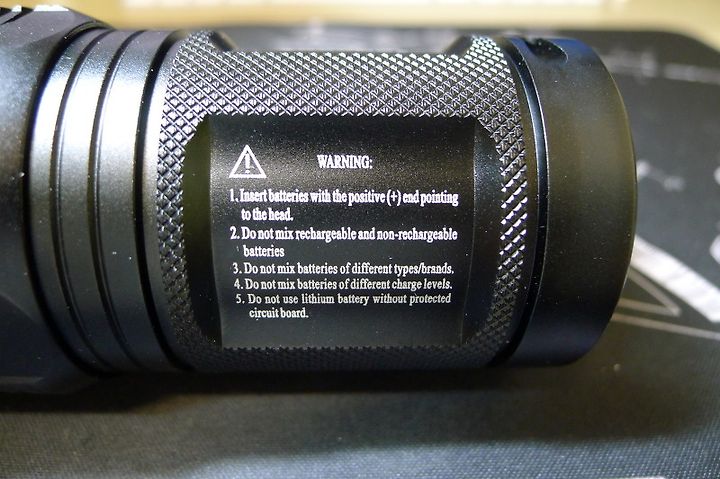 WARNING:
1. Insert batteries with the positive (+) end pointing
to the head.
2. Do not mix rechargeable and non-rechargeable
batteries
3. Do not mix batteries of different types/brands.
4. Do not mix batteries of different charge levels.
5. Do not use lithium battery without protected
circuit board.